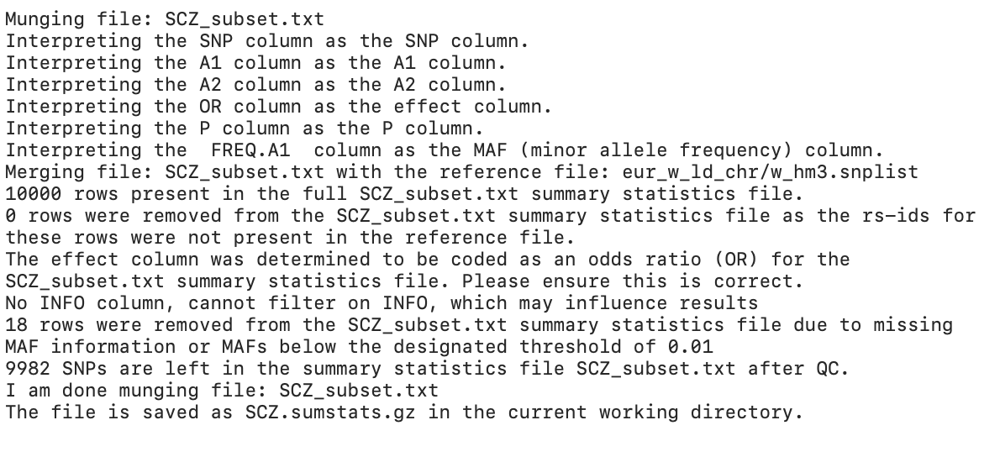 Munging file: SCZ_subset.txt
Interpreting the SNP column as the SNP column.
Interpreting the A1 column as the A1 column.
Interpreting the A2 column as the A2 column.
Interpreting the OR column as the effect column.
Interpreting the P column as the P column.
Interpreting the  FREQ.A1  column as the MAF (minor allele frequency) column.
Merging file: SCZ_subset.txt with the reference file: eur_w_ld_chr/w_hm3.snplist
10000 rows present in the full SCZ_subset.txt summary statistics file.
0 rows were removed from the SCZ_subset.txt summary statistics file as the rs-ids for
these rows were not present in the reference file.
The effect column was determined to be coded as an odds ratio (OR) for the
SCZ_subset.txt summary statistics file. Please ensure this is correct.
No INFO column, cannot filter on INFO, which may influence results
18 rows were removed from the SCZ_subset.txt summary statistics file due to missing
MAF information or MAFs below the designated threshold of 0.01
9982 SNPs are left in the summary statistics file SCZ_subset.txt after QC.
I am done munging file: SCZ_subset.txt
The file is saved as SCZ.sumstats.gz in the current working directory.